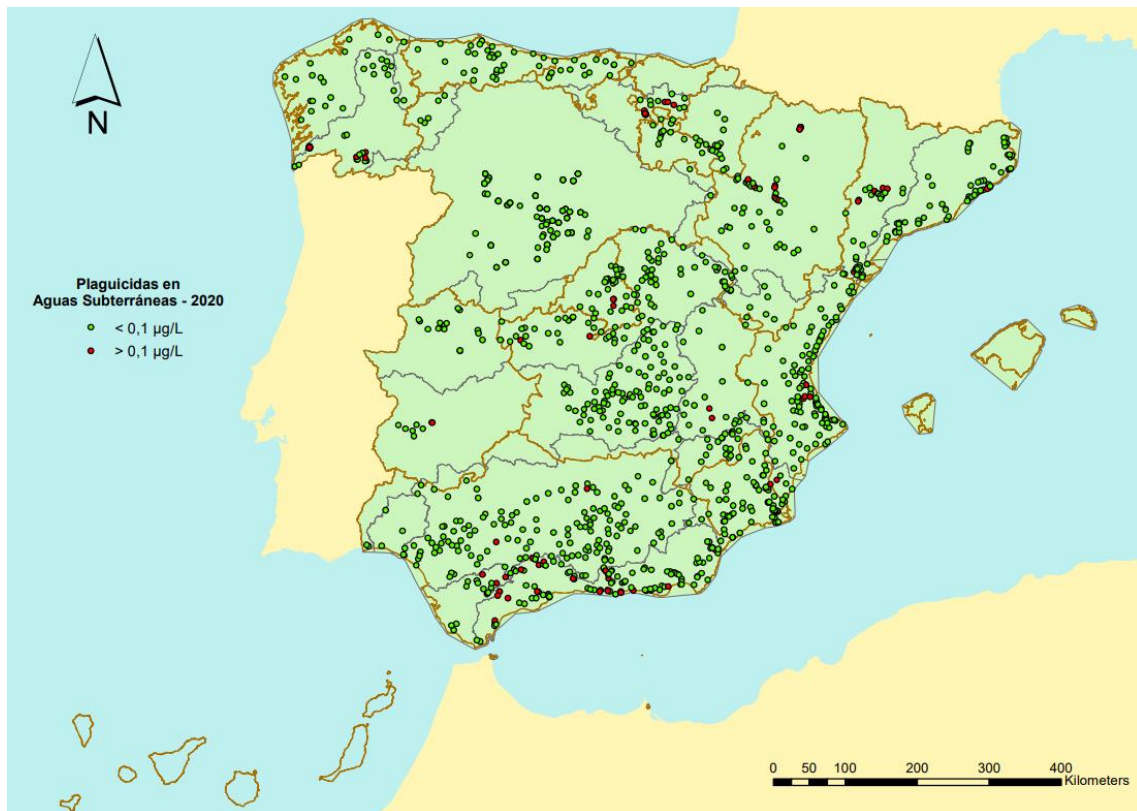 N
Plaguicidas en
Aguas Subterráneas - 2020
< 0,1 µg/L
> 0,1 µg/L
0 50 100 200 300 400
Kilometers